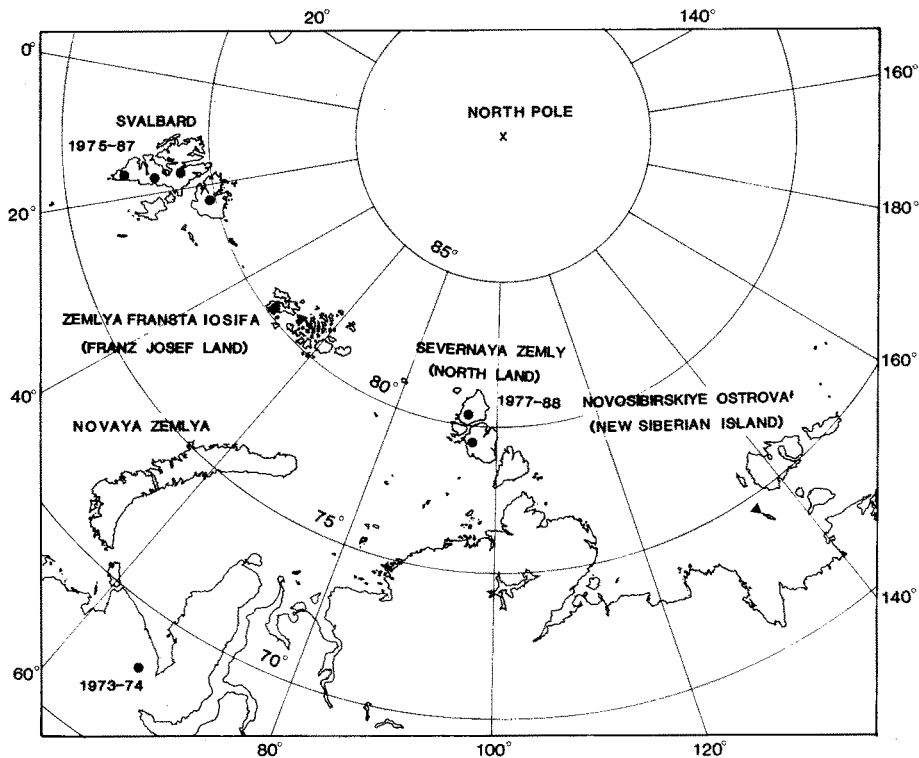 20°
140°
0°
160°
NORTH POLE
x
SVALBARD
1975-87
20°
180°
85°
ZEMLYA FRANSTA IOSIFA
(FRANZ JOSEF LAND)
SEVERNAYA ZEMLY
(NORTH LAND)
160°
80°
1977-88
NOVOSIBIRSKIYE OSTROVA
(NEW SIBERIAN ISLAND)
40°
NOVAYA ZEMLYA
75°
140°
70°
60°
1973-74
80°
100°
120°